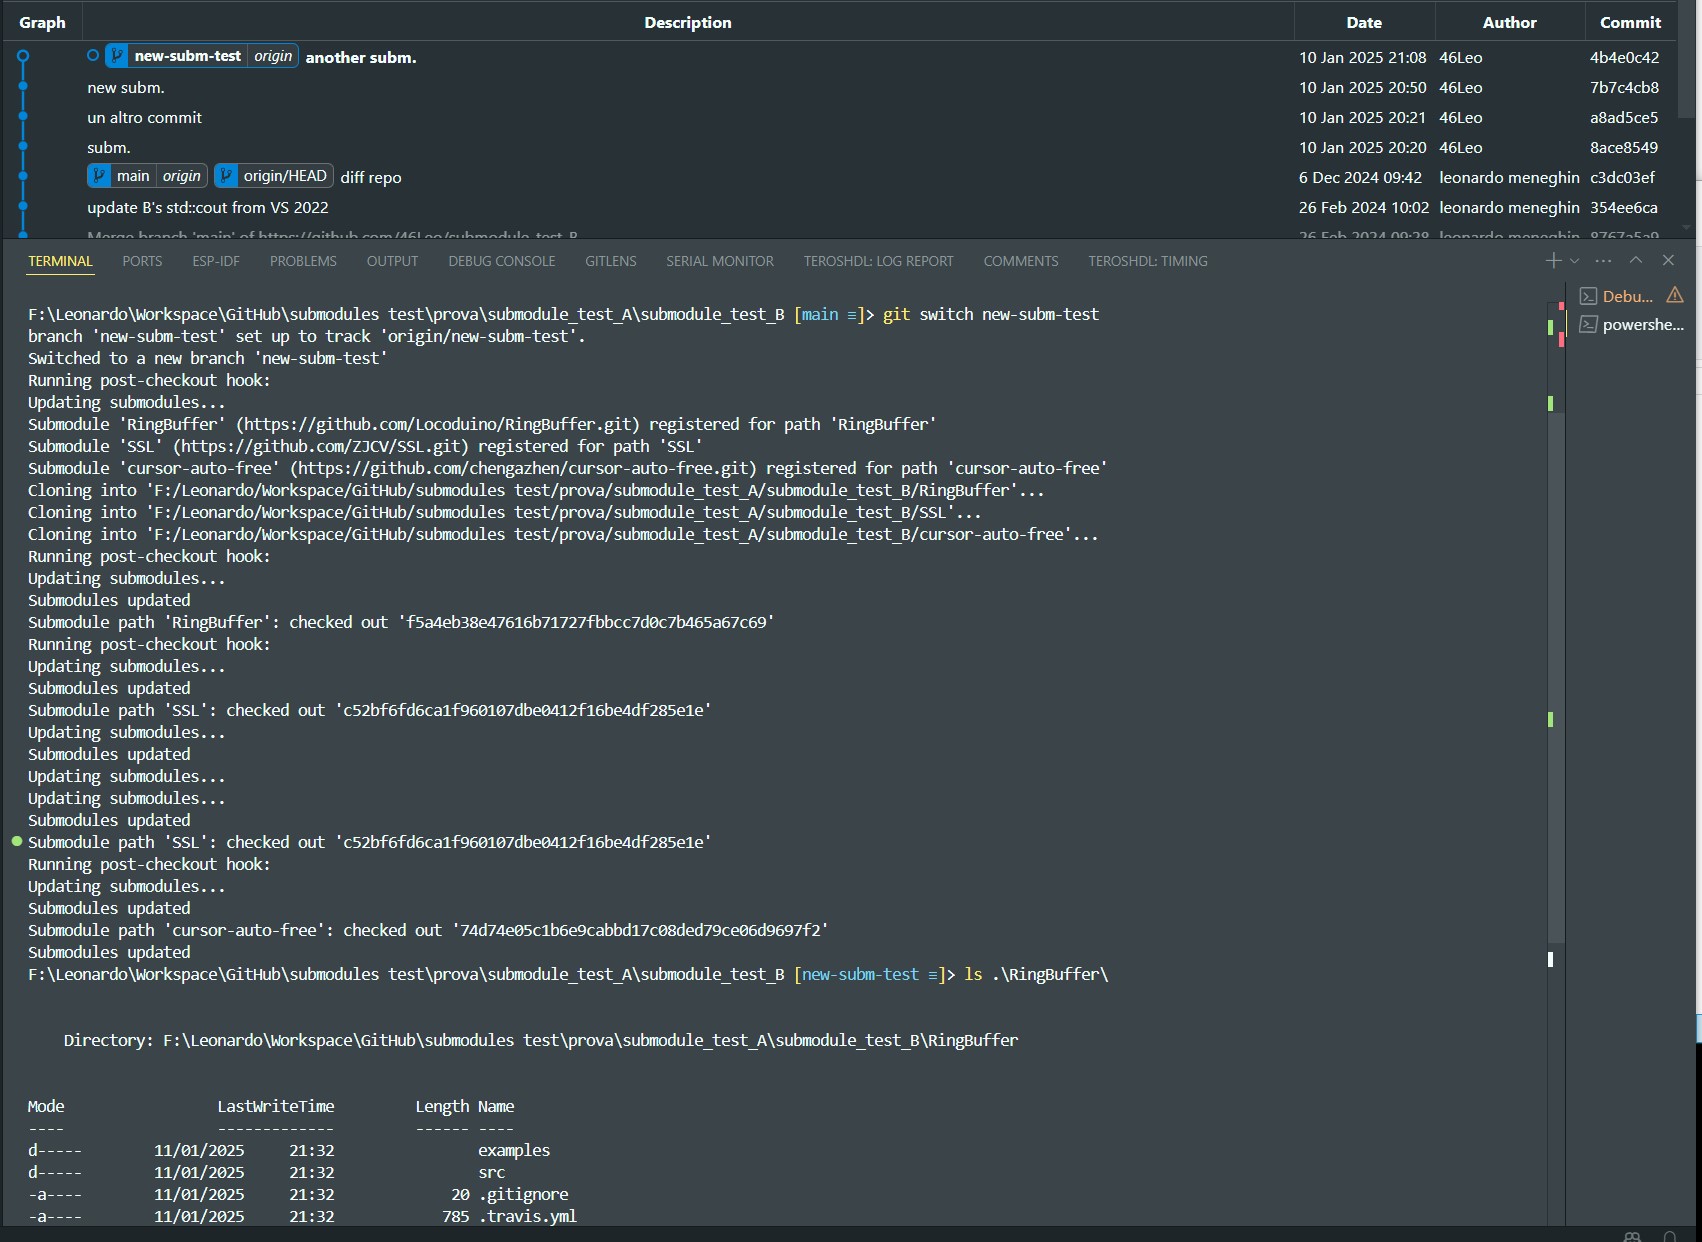 Graph Description Date Author Commit
new-subm-test origin another subm. 10 Jan 2025 21:08 46Leo 4b4e0c42
new subm. 10 Jan 2025 20:50 46Leo 7b7c4cb8
un altro commit 10 Jan 2025 20:21 46Leo a8ad5ce5
subm. 10 Jan 2025 20:20 46Leo 8ace8549
main origin origin/HEAD diff repo 6 Dec 2024 09:42 leonardo meneghin c3dc03ef
update B's std::cout from VS 2022 26 Feb 2024 10:02 leonardo meneghin 354ee6ca
Merge branch 'main' of https://github.com/46Leo/submodule_test_B 26 Feb 2024 09:28 leonardo meneghin 8767a5a9
TERMINAL PORTS ESP-IDF PROBLEMS OUTPUT DEBUG CONSOLE GITLENS SERIAL MONITOR TEROSHDL: LOG REPORT COMMENTS TEROSHDL: TIMING
Debu...
powershe...
F:\Leonardo\Workspace\GitHub\submodules test\prova\submodule_test_A\submodule_test_B [main ≡]> git switch new-subm-test
branch 'new-subm-test' set up to track 'origin/new-subm-test'.
Switched to a new branch 'new-subm-test'
Running post-checkout hook:
Updating submodules...
Submodule 'RingBuffer' (https://github.com/Locoduino/RingBuffer.git) registered for path 'RingBuffer'
Submodule 'SSL' (https://github.com/ZJCV/SSL.git) registered for path 'SSL'
Submodule 'cursor-auto-free' (https://github.com/chengazhen/cursor-auto-free.git) registered for path 'cursor-auto-free'
Cloning into 'F:/Leonardo/Workspace/GitHub/submodules test/prova/submodule_test_A/submodule_test_B/RingBuffer'...
Cloning into 'F:/Leonardo/Workspace/GitHub/submodules test/prova/submodule_test_A/submodule_test_B/SSL'...
Cloning into 'F:/Leonardo/Workspace/GitHub/submodules test/prova/submodule_test_A/submodule_test_B/cursor-auto-free'...
Running post-checkout hook:
Updating submodules...
Submodules updated
Submodule path 'RingBuffer': checked out 'f5a4eb38e47616b71727fbbcc7d0c7b465a67c69'
Running post-checkout hook:
Updating submodules...
Submodules updated
Submodule path 'SSL': checked out 'c52bf6fd6ca1f960107dbe0412f16be4df285e1e'
Updating submodules...
Submodules updated
Updating submodules...
Updating submodules...
Submodules updated
Submodule path 'SSL': checked out 'c52bf6fd6ca1f960107dbe0412f16be4df285e1e'
Running post-checkout hook:
Updating submodules...
Submodules updated
Submodule path 'cursor-auto-free': checked out '74d74e05c1b6e9cabbd17c08ded79ce06d9697f2'
Submodules updated
F:\Leonardo\Workspace\GitHub\submodules test\prova\submodule_test_A\submodule_test_B [new-subm-test ≡]> ls .\RingBuffer\
Directory: F:\Leonardo\Workspace\GitHub\submodules test\prova\submodule_test_A\submodule_test_B\RingBuffer
Mode LastWriteTime Length Name
---- ------------- ------ ----
d----- 11/01/2025 21:32 examples
d----- 11/01/2025 21:32 src
-a---- 11/01/2025 21:32 20 .gitignore
-a---- 11/01/2025 21:32 785 .travis.yml